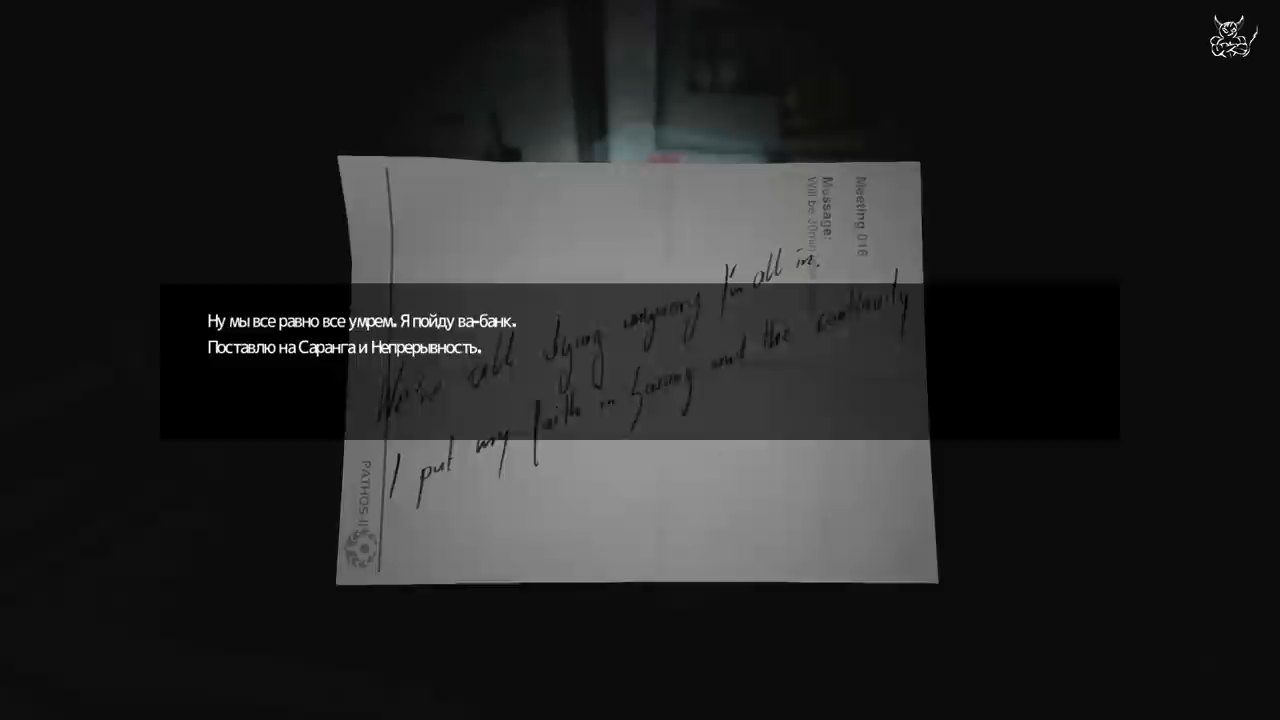 Meeting 016
Message:
Will be 30min
Ну мы все равно все умрем. Я пойду ва-банк.
Поставлю на Саранга и Непрерывность.
We're all dying anyway I'm all in.
I put my faith in Sarang and the continuity
PATHOS II